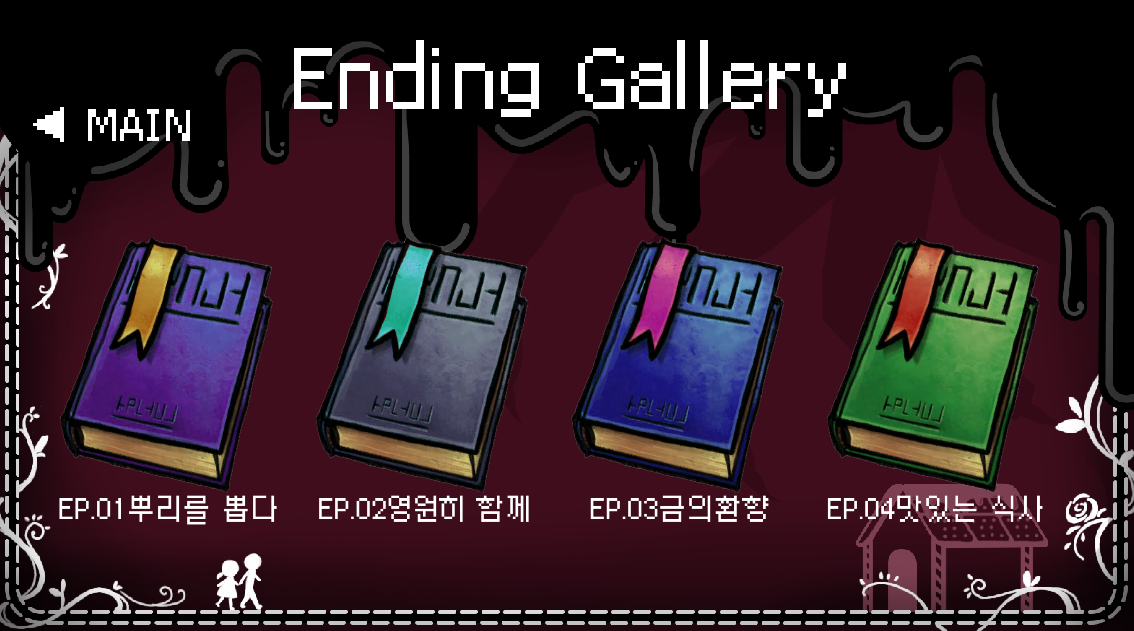 Ending Gallery
◀ MAIN
EP.01뿌리를 뽑다
EP.02영원히 함께
EP.03금의환향
EP.04맛있는 식사